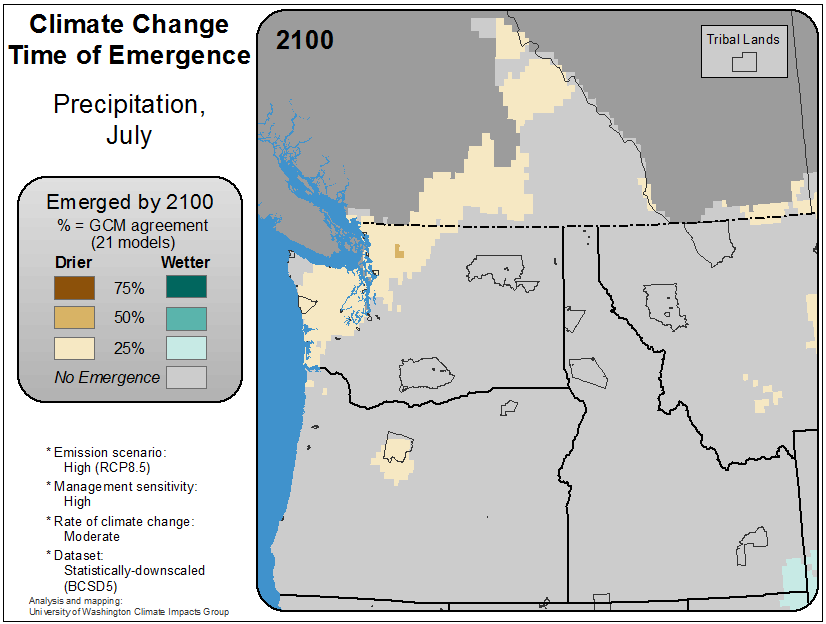 Climate Change
Time of Emergence
Precipitation,
July
Emerged by 2100
% = GCM agreement
(21 models)
Drier Wetter
75%
50%
25%
No Emergence
* Emission scenario:
High (RCP8.5)
* Management sensitivity:
High
* Rate of climate change:
Moderate
* Dataset:
Statistically-downscaled
(BCSD5)
Analysis and mapping:
University of Washington Climate Impacts Group
2100
Tribal Lands